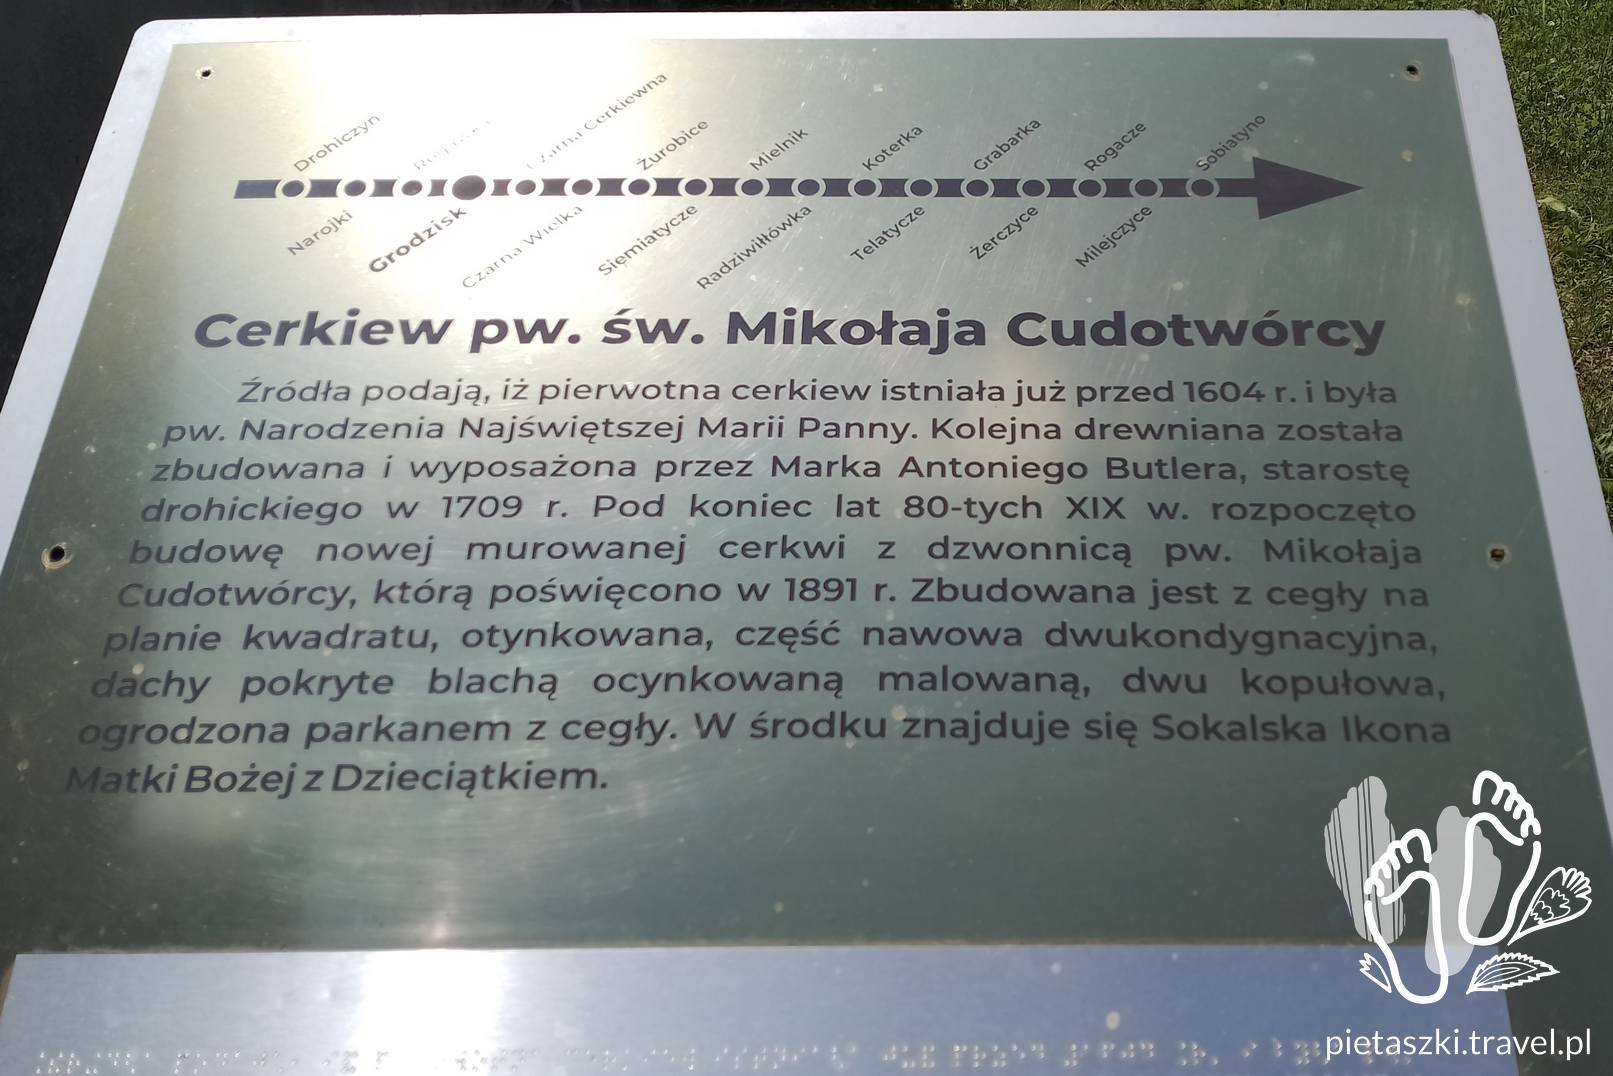 Drohiczyn
Czarna Cerkiewna
Żurobice
Mielnik
Koterka
Grabarka
Rogacze
Sobiatyno
Narojki
Grodzisk
Czarna Wielka
Siemiatycze
Radziwiłłówka
Telatycze
Żerczyce
Milejczyce
Cerkiew pw. św. Mikołaja Cudotwórcy
Źródła podają, iż pierwotna cerkiew istniała już przed 1604 r. i była
pw. Narodzenia Najświętszej Marii Panny. Kolejna drewniana została
zbudowana i wyposażona przez Marka Antoniego Butlera, starostę
drohickiego w 1709 r. Pod koniec lat 80-tych XIX w. rozpoczęto
budowę nowej murowanej cerkwi z dzwonnicą pw. Mikołaja
Cudotwórcy, którą poświęcono w 1891 r. Zbudowana jest z cegły na
planie kwadratu, otynkowana, część nawowa dwukondygnacyjna,
dachy pokryte blachą ocynkowaną malowaną, dwu kopułowa,
ogrodzona parkanem z cegły. W środku znajduje się Sokalska Ikona
Matki Bożej z Dzieciątkiem.
pietaszki.travel.pl